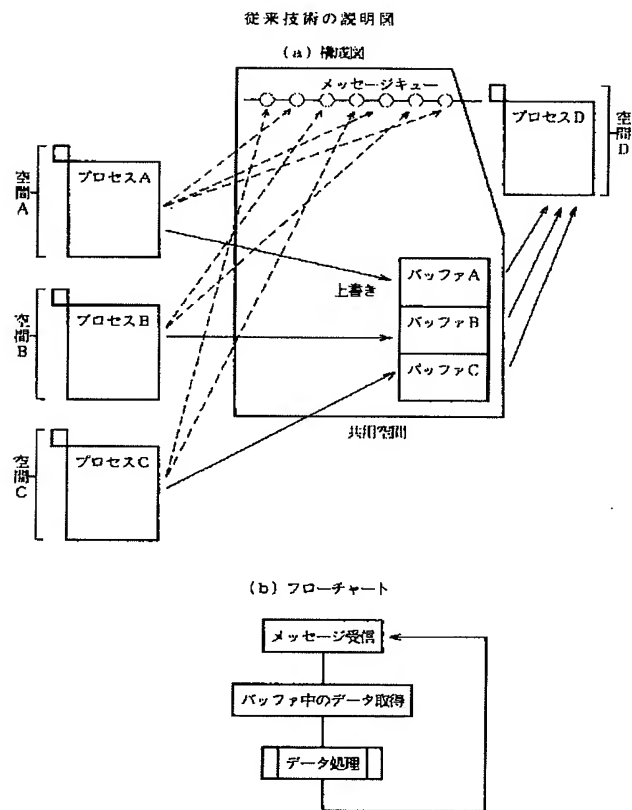 従来技術の説明図
(a) 構成図
メッセージキュー
プロセスD
空間D
空間A
プロセスA
上書き
バッファA
空間B
プロセスB
バッファB
バッファC
共用空間
空間C
プロセスC
(b) フローチャート
メッセージ受信
バッファ中のデータ取得
データ処理